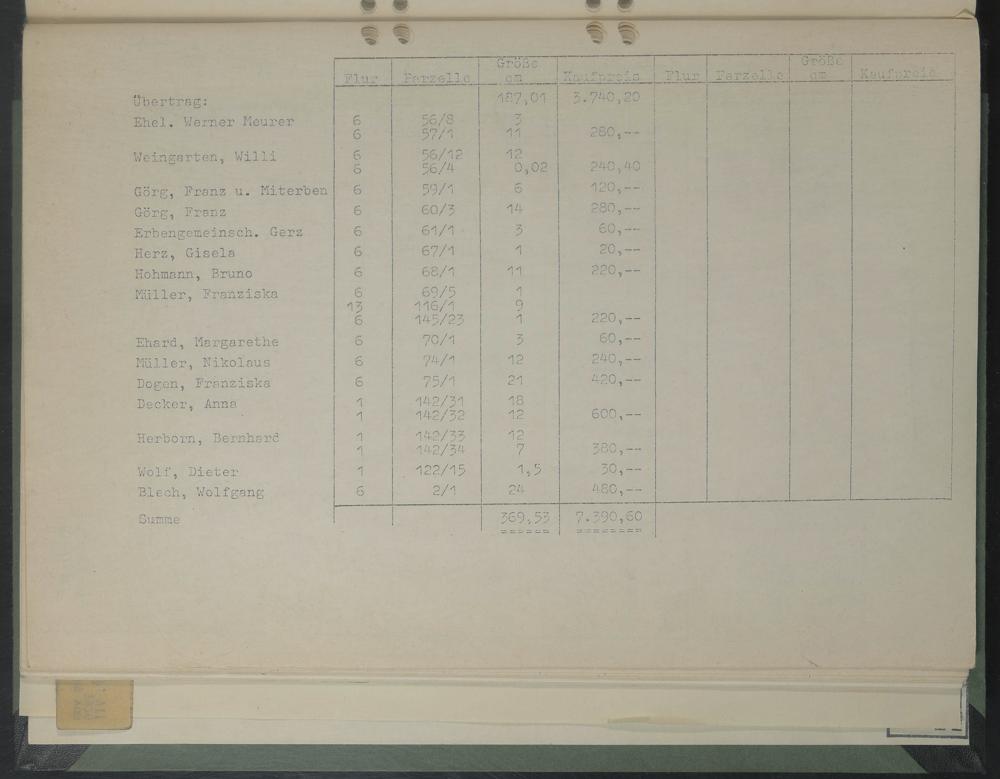 Größe Größe
Flur Parzelle qm Kaufpreis Flur Parzelle qm Kaufpreis
Übertrag: 187,01 3.740,20
Ehel. Werner Meurer 6 56/8 3
6 57/1 11 280,--
Weingarten, Willi 6 56/12 12
6 56/4 0,02 240,40
Görg, Franz u. Miterben 6 59/1 6 120,--
Görg, Franz 6 60/3 14 280,--
Erbengemeinsch. Gerz 6 61/1 3 60,--
Herz, Gisela 6 67/1 1 20,--
Hohmann, Bruno 6 68/1 11 220,--
Müller, Franziska 6 69/5 1
13 116/1 9
6 145/23 1 220,--
Ehard, Margarethe 6 70/1 3 60,--
Müller, Nikolaus 6 74/1 12 240,--
Dogen, Franziska 6 75/1 21 420,--
Decker, Anna 1 142/31 18
1 142/32 12 600,--
Herborn, Bernhard 1 142/33 12
1 142/34 7 380,--
Wolf, Dieter 1 122/15 1,5 30,--
Blech, Wolfgang 6 2/1 24 480,--
Summe 369,53 7.390,60
====== ========